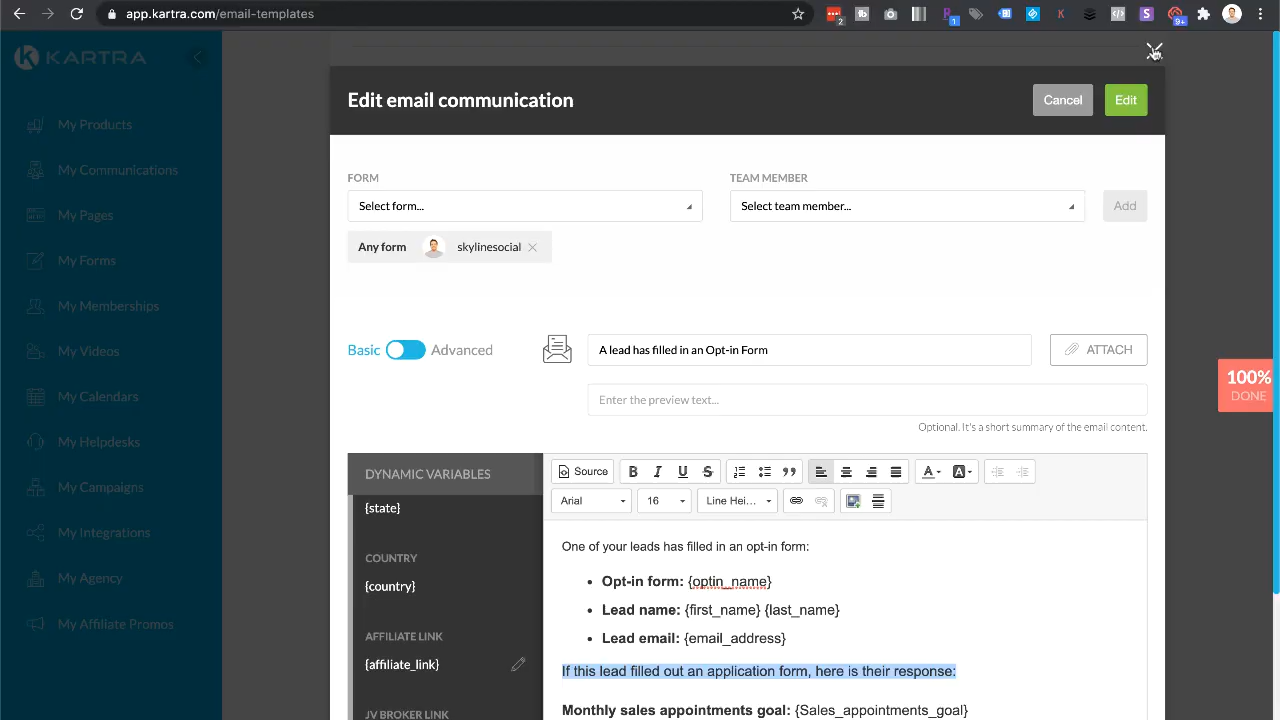 app.kartra.com/email-templates
2
1
9+
KARTRA
My Products
My Communications
My Pages
My Forms
My Memberships
My Videos
My Calendars
My Helpdesks
My Campaigns
My Integrations
My Agency
My Affiliate Promos
Edit email communication
Cancel
Edit
FORM
TEAM MEMBER
Select form...
Select team member...
Add
Any form skylinesocial
Basic
Advanced
A lead has filled in an Opt-in Form
ATTACH
Enter the preview text...
Optional. It's a short summary of the email content.
100%
DONE
DYNAMIC VARIABLES
{state}
COUNTRY
{country}
AFFILIATE LINK
{affiliate_link}
JV BROKER LINK
Source
B I U S
A A
Arial
16
Line Hei...
One of your leads has filled in an opt-in form:
• Opt-in form: {optin_name}
• Lead name: {first_name} {last_name}
• Lead email: {email_address}
If this lead filled out an application form, here is their response:
Monthly sales appointments goal: {Sales_appointments_goal}